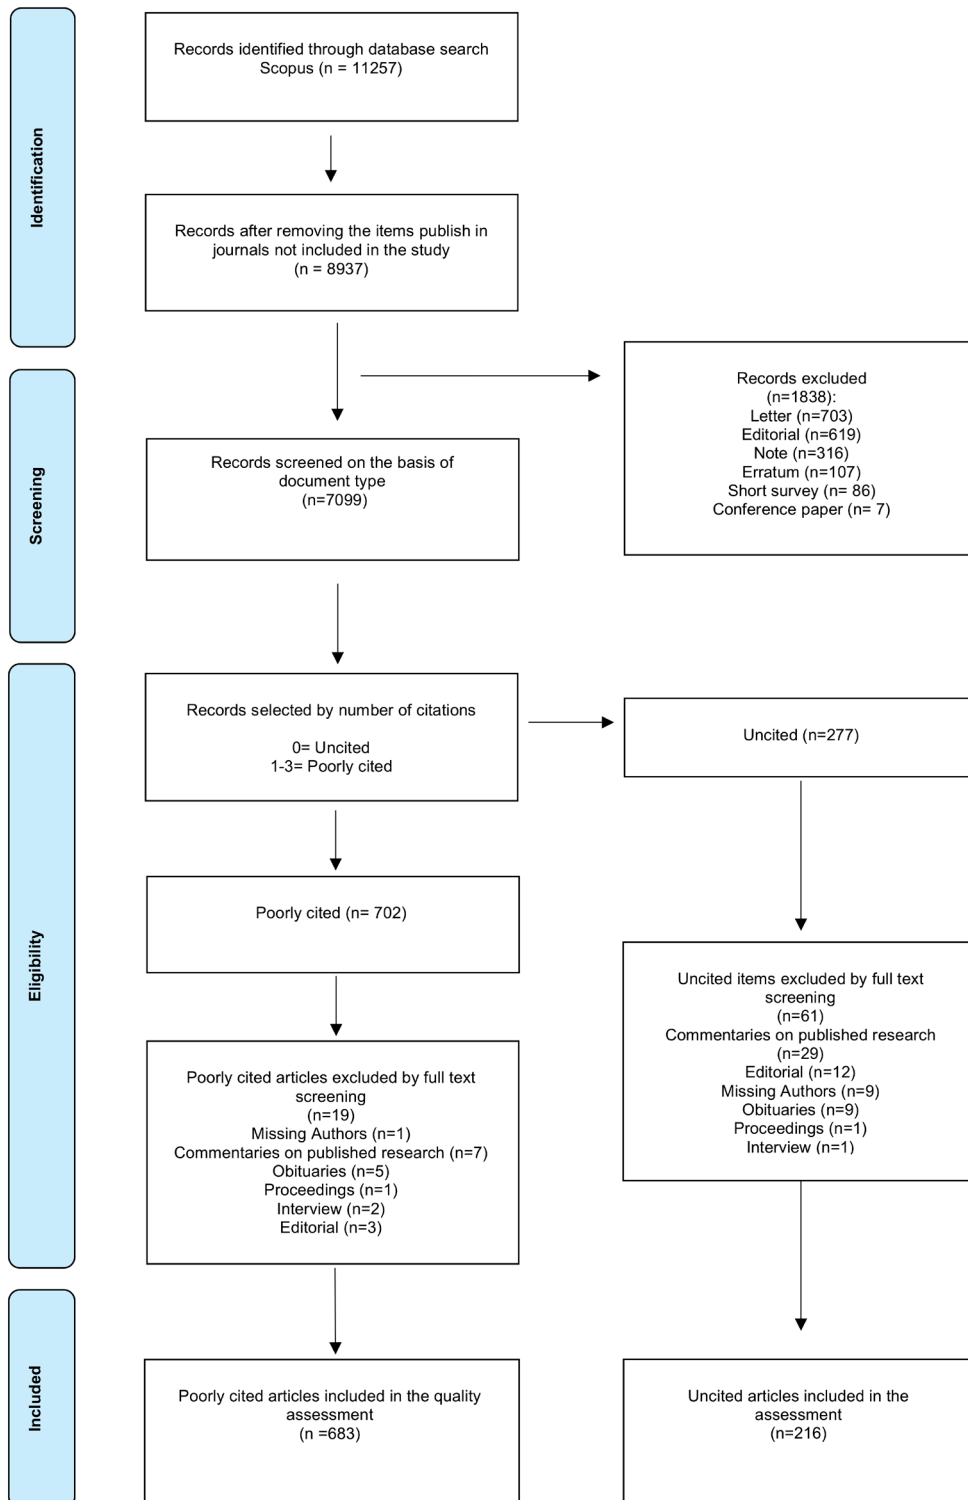 Identification
Records identified through database search
Scopus (n = 11257)
Records after removing the items publish in
journals not included in the study
(n = 8937)
Screening
Records excluded
(n=1838):
Letter (n=703)
Editorial (n=619)
Note (n=316)
Erratum (n=107)
Short survey (n= 86)
Conference paper (n= 7)
Records screened on the basis of
document type
(n=7099)
Eligibility
Records selected by number of citations
0= Uncited
1-3= Poorly cited
Uncited (n=277)
Poorly cited (n= 702)
Uncited items excluded by full text
screening
(n=61)
Commentaries on published research
(n=29)
Editorial (n=12)
Missing Authors (n=9)
Obituaries (n=9)
Proceedings (n=1)
Interview (n=1)
Poorly cited articles excluded by full text
screening
(n=19)
Missing Authors (n=1)
Commentaries on published research (n=7)
Obituaries (n=5)
Proceedings (n=1)
Interview (n=2)
Editorial (n=3)
Included
Poorly cited articles included in the quality
assessment
(n =683)
Uncited articles included in the
assessment
(n=216)